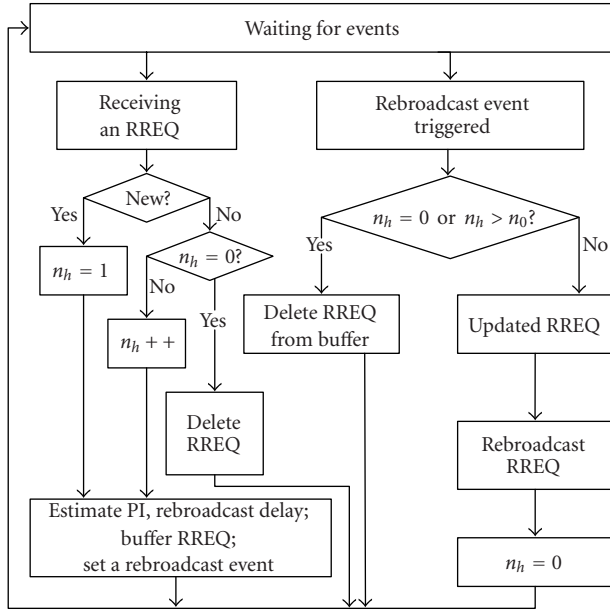 Waiting for events
Receiving
an RREQ
Rebroadcast event
triggered
New?
Yes
No
n_h = 0 or n_h > n_0?
Yes
No
n_h = 1
n_h = 0?
No
Yes
n_h ++
Delete RREQ
from buffer
Updated RREQ
Delete
RREQ
Rebroadcast
RREQ
Estimate PI, rebroadcast delay;
buffer RREQ;
set a rebroadcast event
n_h = 0